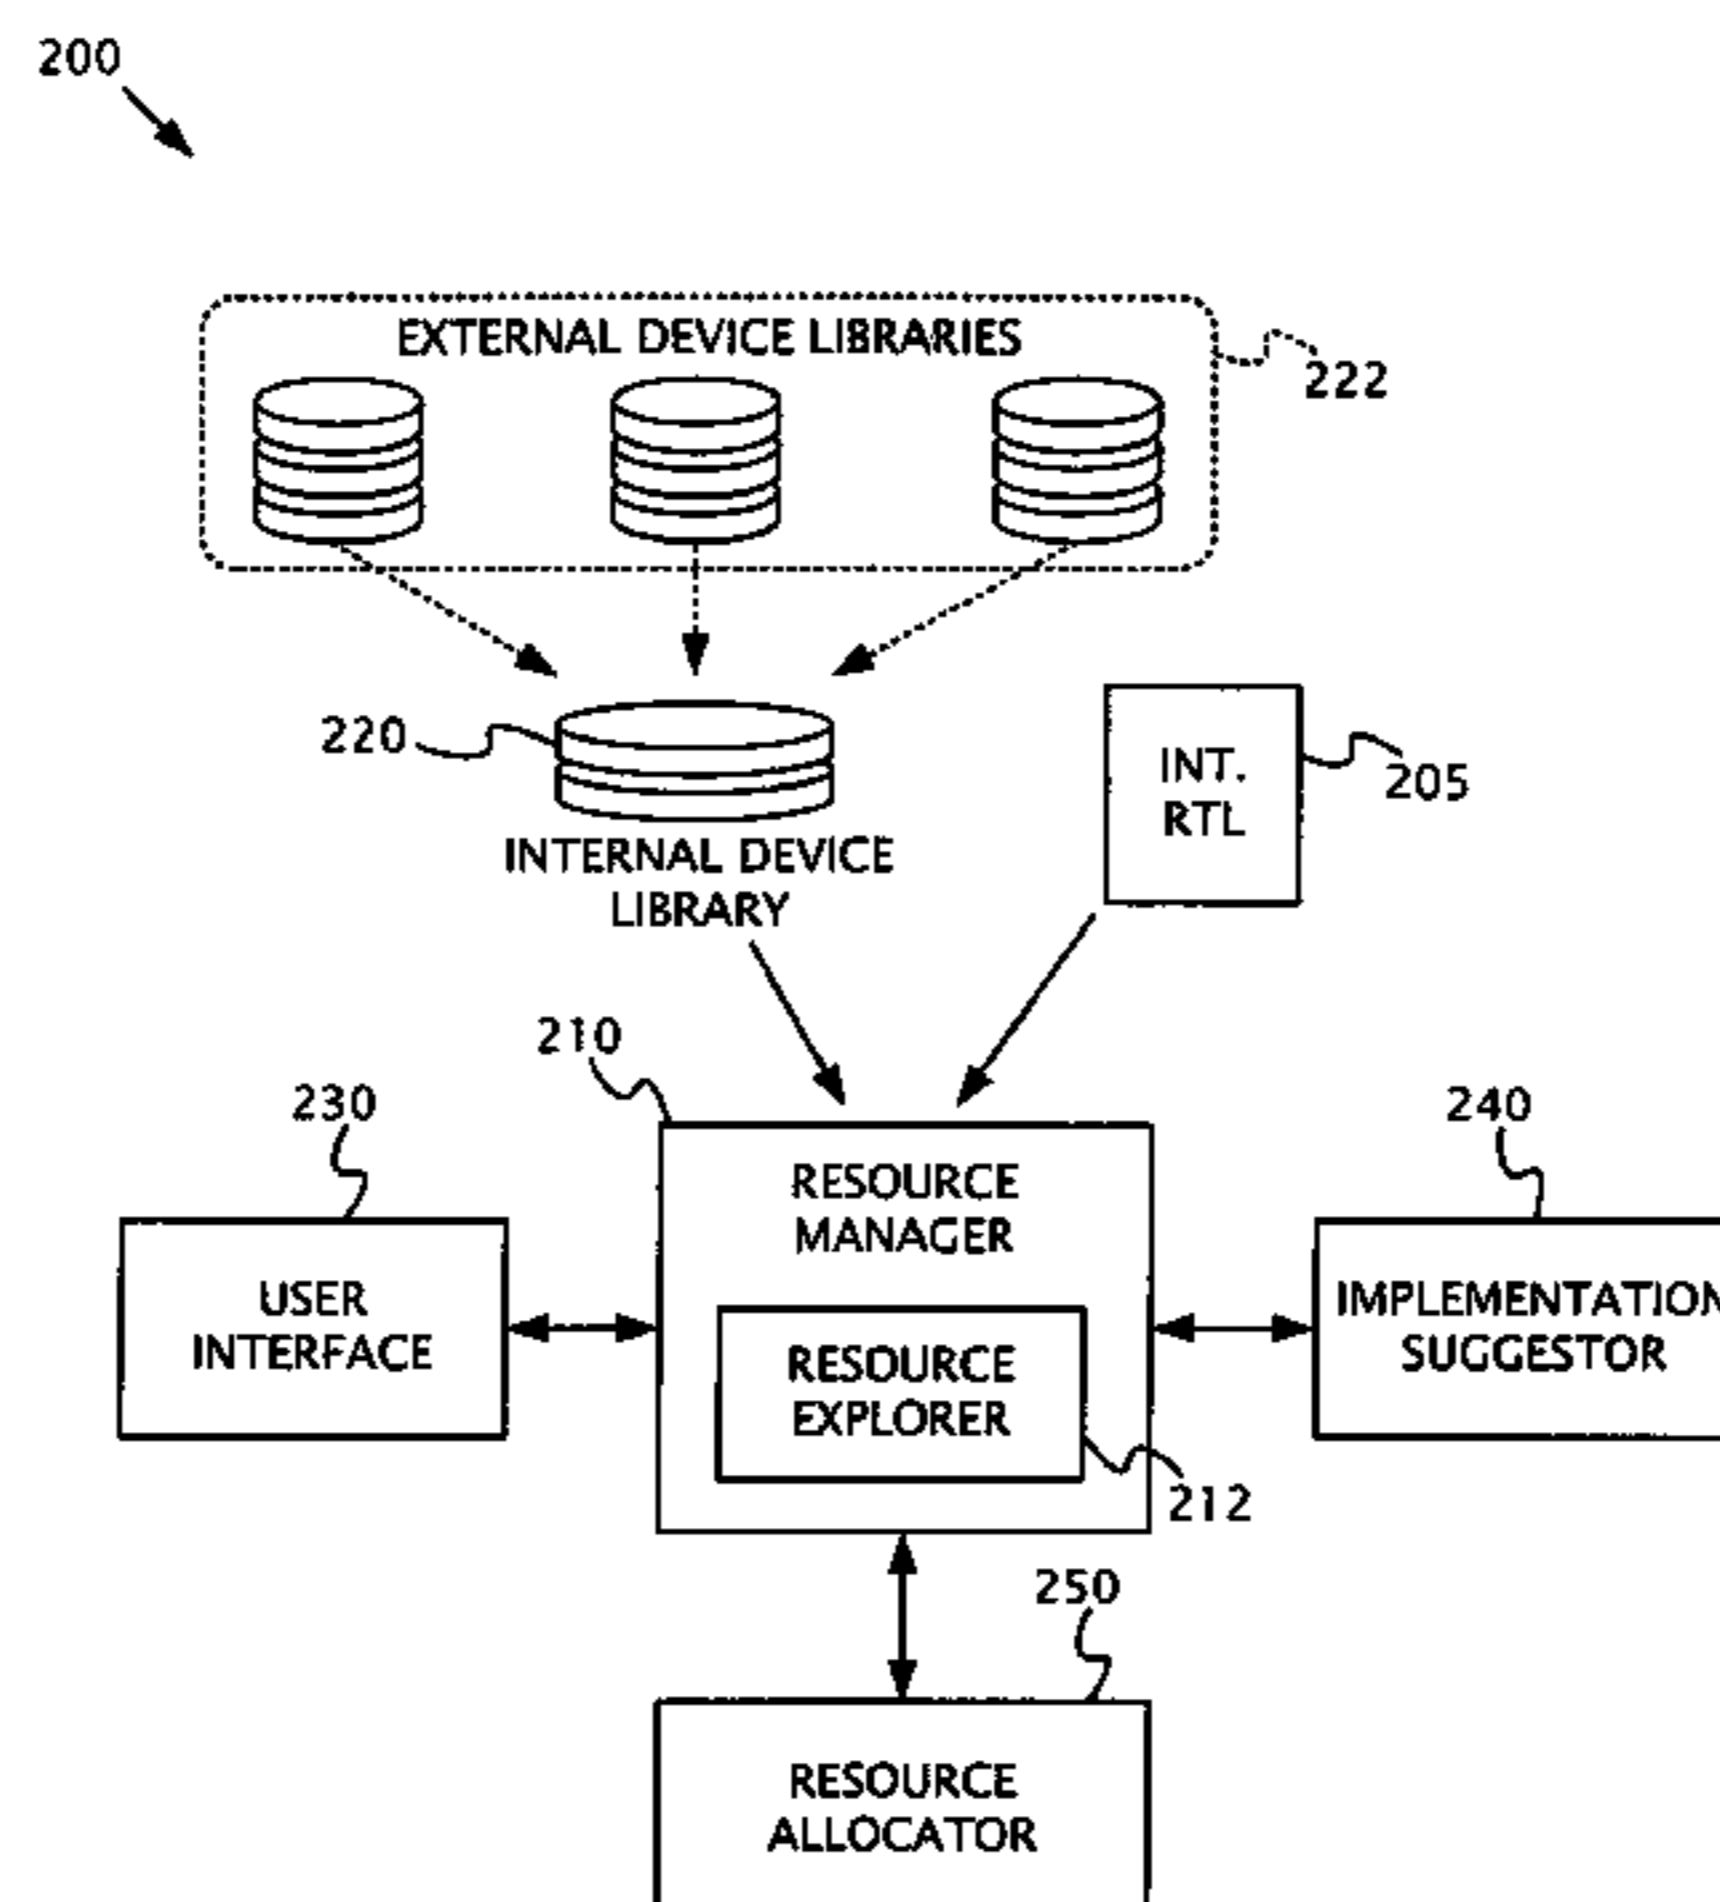 200
EXTERNAL DEVICE LIBRARIES
222
220
INT.
RTL
205
INTERNAL DEVICE
LIBRARY
210
230
240
RESOURCE
MANAGER
USER
INTERFACE
IMPLEMENTATION
SUGGESTOR
RESOURCE
EXPLORER
212
250
RESOURCE
ALLOCATOR